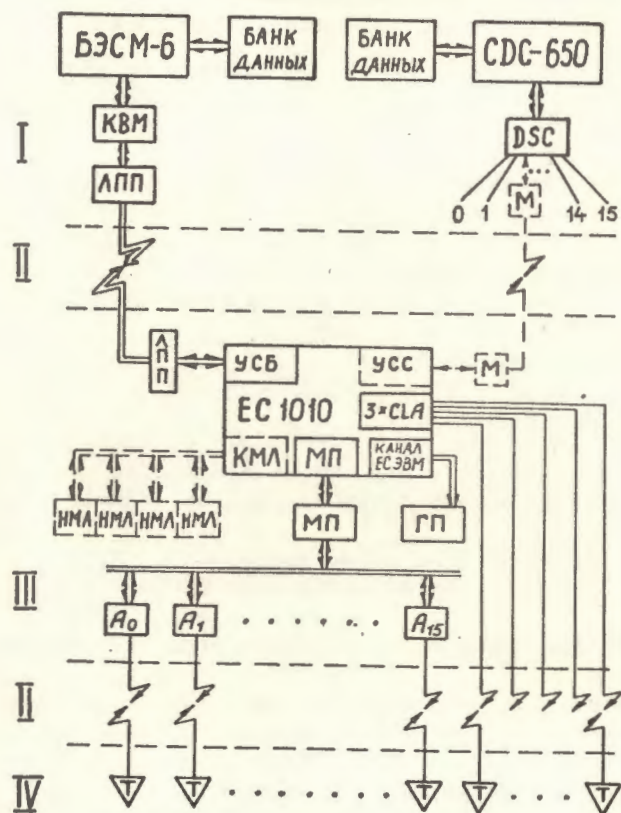 БЭСМ-6
БАНК
ДАННЫХ
БАНК
ДАННЫХ
CDC-650
I
КВМ
DSC
ЛПП
0 1 М ... 14 15
II
ЛПП
УСБ
УСС
М
ЕС 1010
3*CLA
КМЛ
МП
КАНАЛ
ЕС ЭВМ
НМЛ НМЛ НМЛ НМЛ
МП
ГП
III
A0 A1 . . . . . . . A15
II
IV
Т Т . . . . . . . . Т Т . . . Т